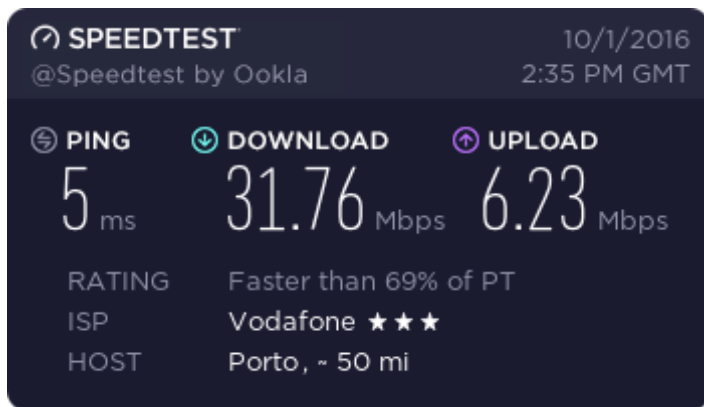 SPEEDTEST 10/1/2016
@Speedtest by Ookla 2:35 PM GMT
PING DOWNLOAD UPLOAD
5 ms 31.76 Mbps 6.23 Mbps
RATING Faster than 69% of PT
ISP Vodafone ★★★
HOST Porto, ~ 50 mi